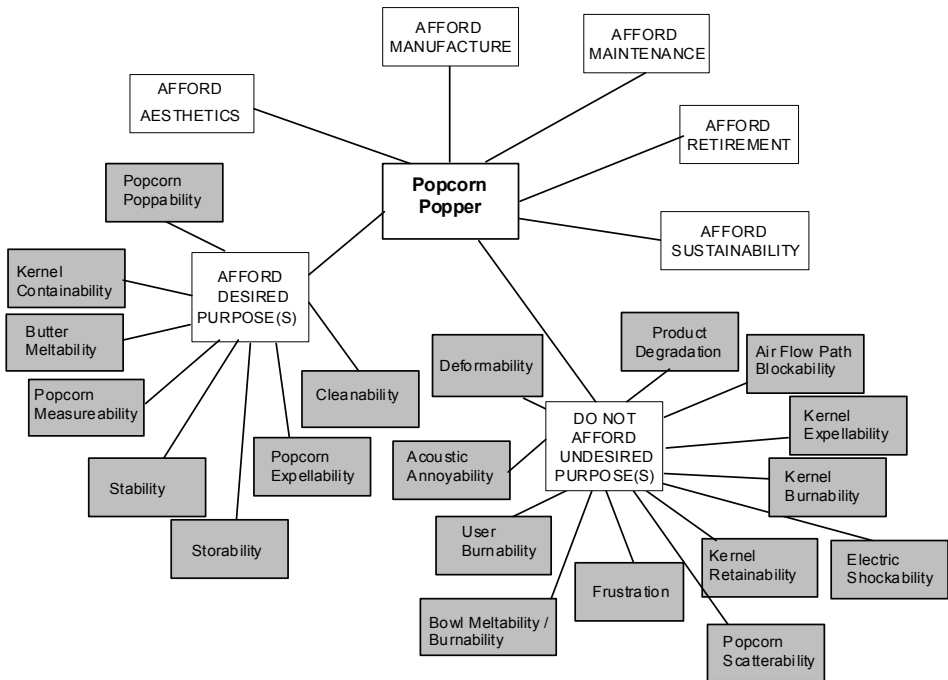 AFFORD
MANUFACTURE
AFFORD
MAINTENANCE
AFFORD
AESTHETICS
AFFORD
RETIREMENT
Popcorn
Popper
Popcorn
Poppability
AFFORD
SUSTAINABILITY
Kernel
Containability
AFFORD
DESIRED
PURPOSE(S)
Butter
Meltability
Popcorn
Measureability
Stability
Storability
Popcorn
Expellability
Cleanability
Deformability
Product
Degradation
Air Flow Path
Blockability
DO NOT
AFFORD
UNDESIRED
PURPOSE(S)
Kernel
Expellability
Acoustic
Annoyability
Kernel
Burnability
User
Burnability
Electric
Shockability
Kernel
Retainability
Frustration
Bowl Meltability /
Burnability
Popcorn
Scatterability